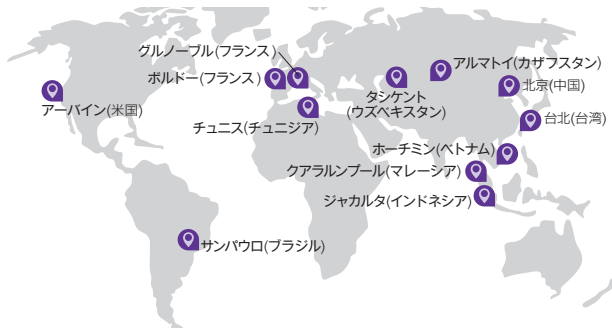 グルノーブル(フランス)
ボルドー(フランス)
アルマトイ(カザフスタン)
アーバイン(米国)
北京(中国)
タシケント
(ウズベキスタン)
チュニス(チュニジア)
台北(台湾)
ホーチミン(ベトナム)
クアラルンプール(マレーシア)
ジャカルタ(インドネシア)
サンパウロ(ブラジル)